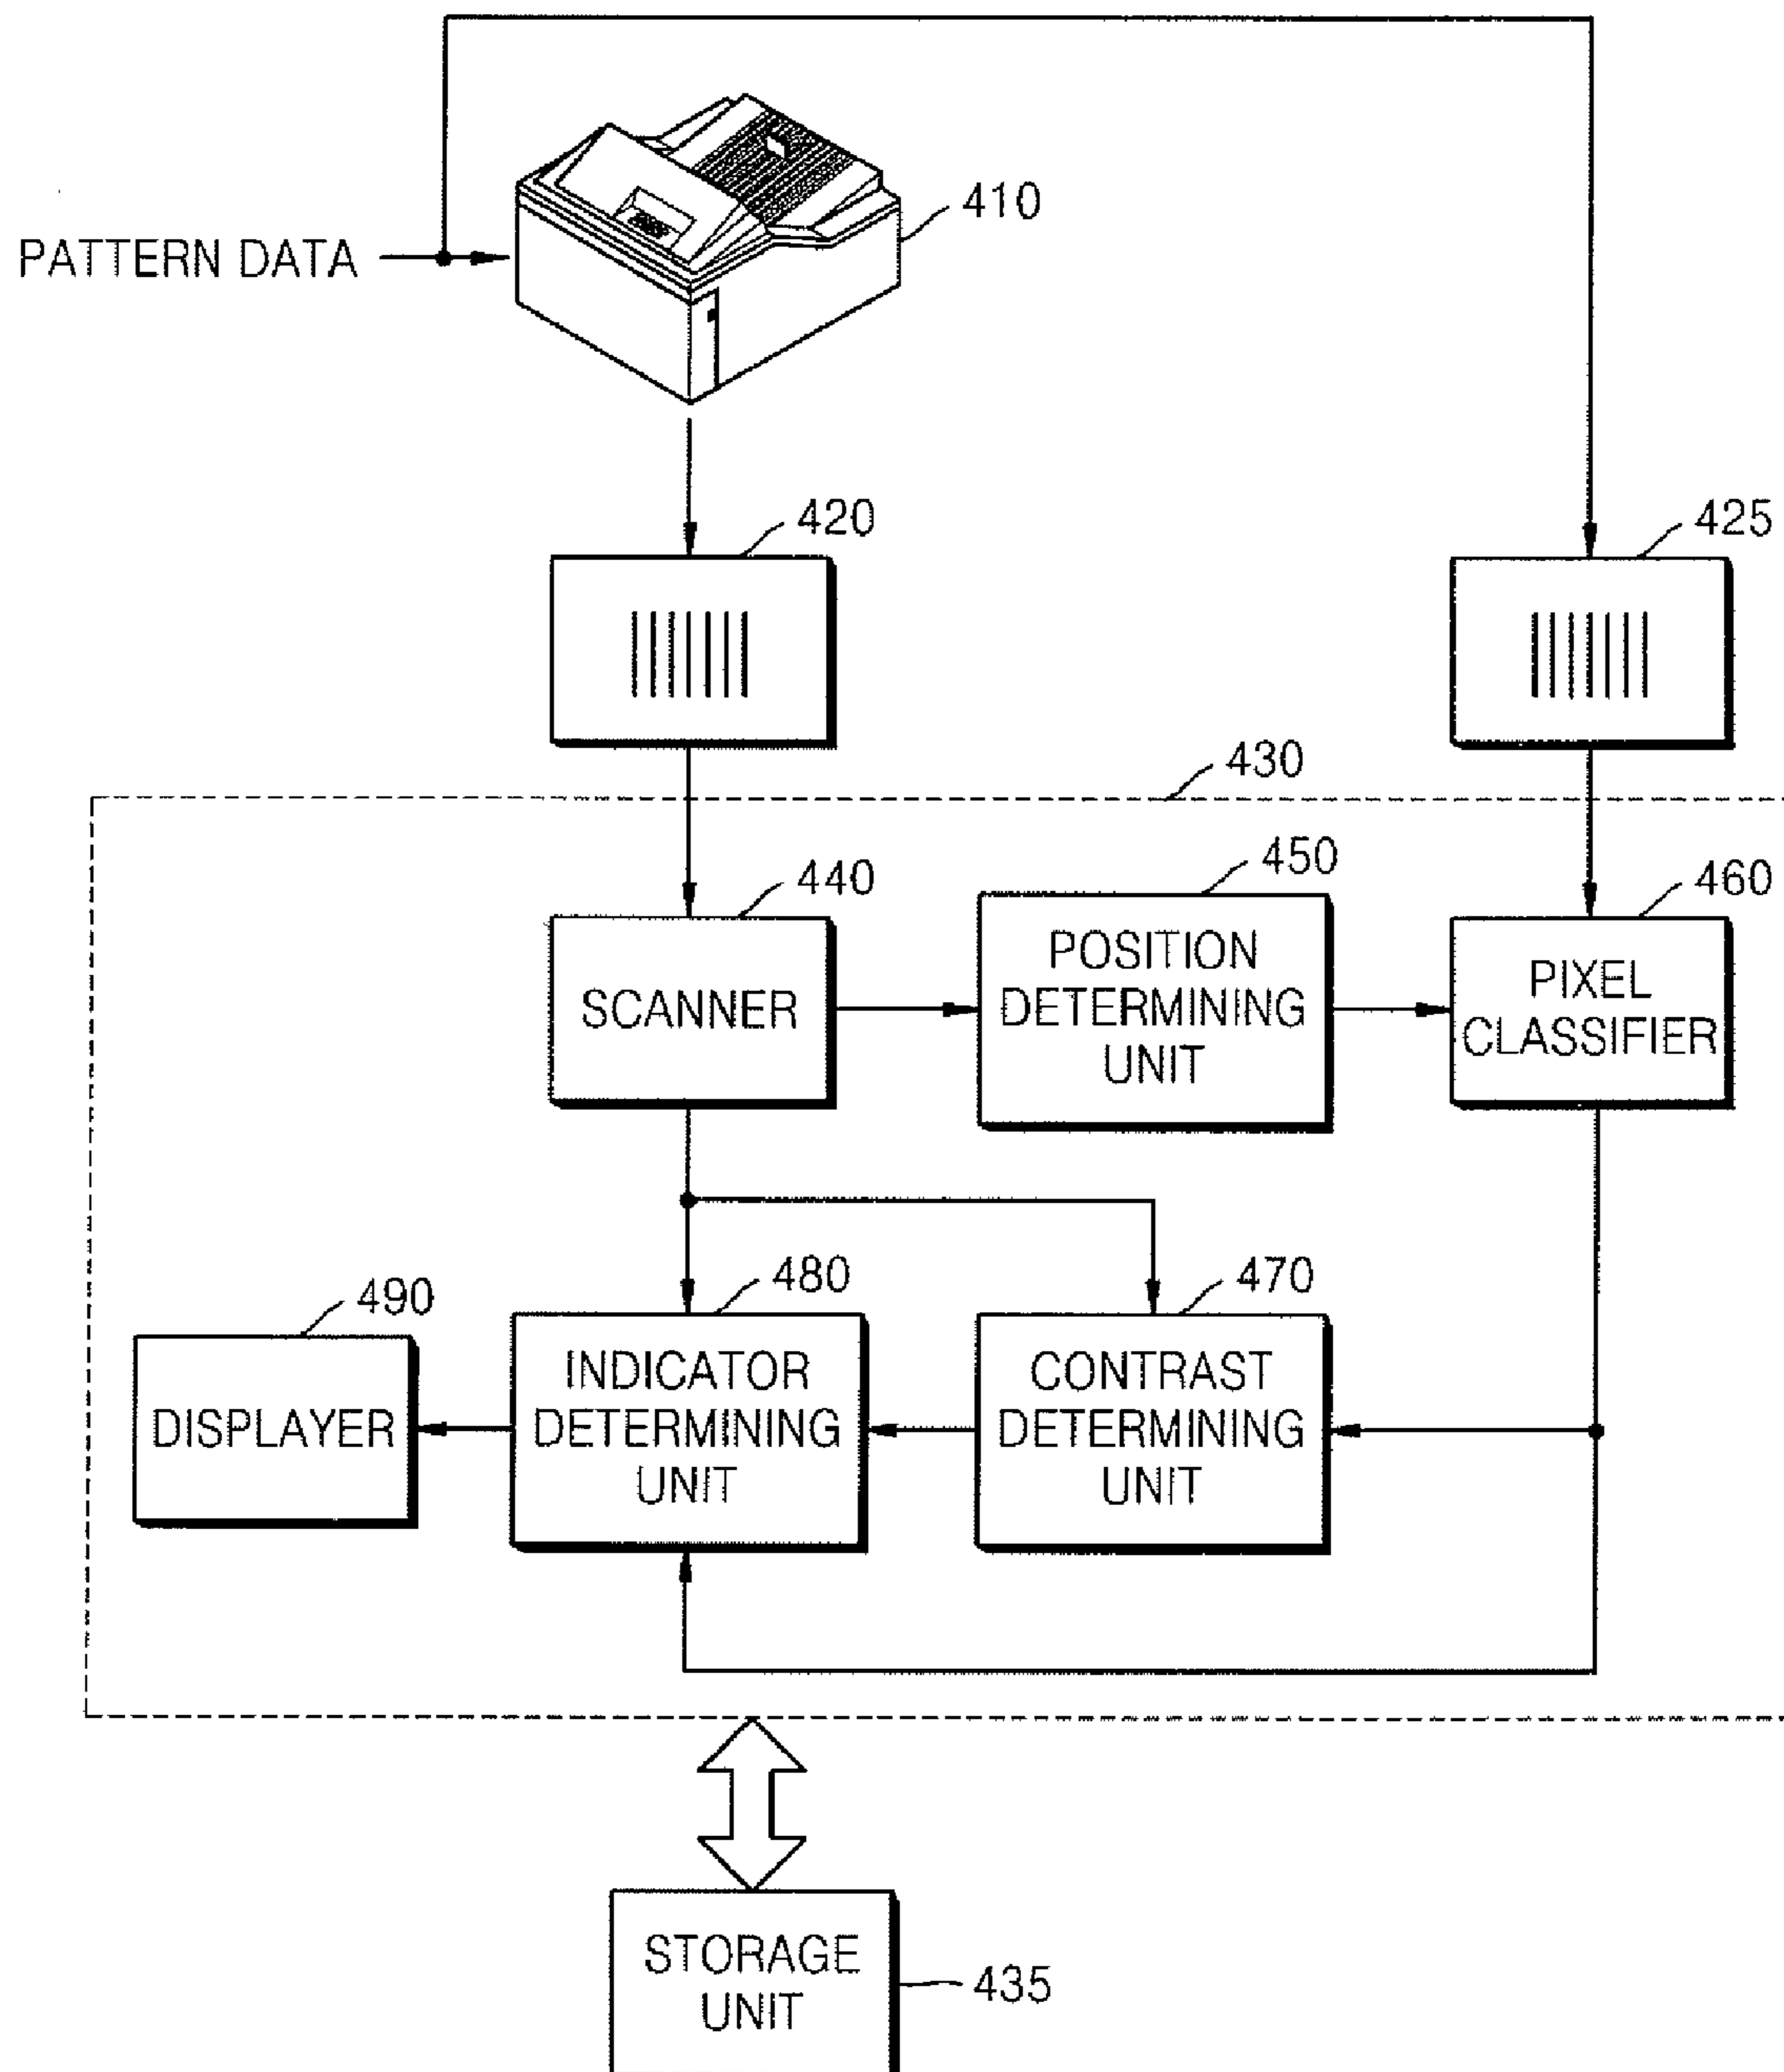 410
PATTERN DATA
420
425
430
440
450
460
SCANNER
POSITION
DETERMINING
UNIT
PIXEL
CLASSIFIER
490
480
470
DISPLAYER
INDICATOR
DETERMINING
UNIT
CONTRAST
DETERMINING
UNIT
STORAGE
UNIT
435